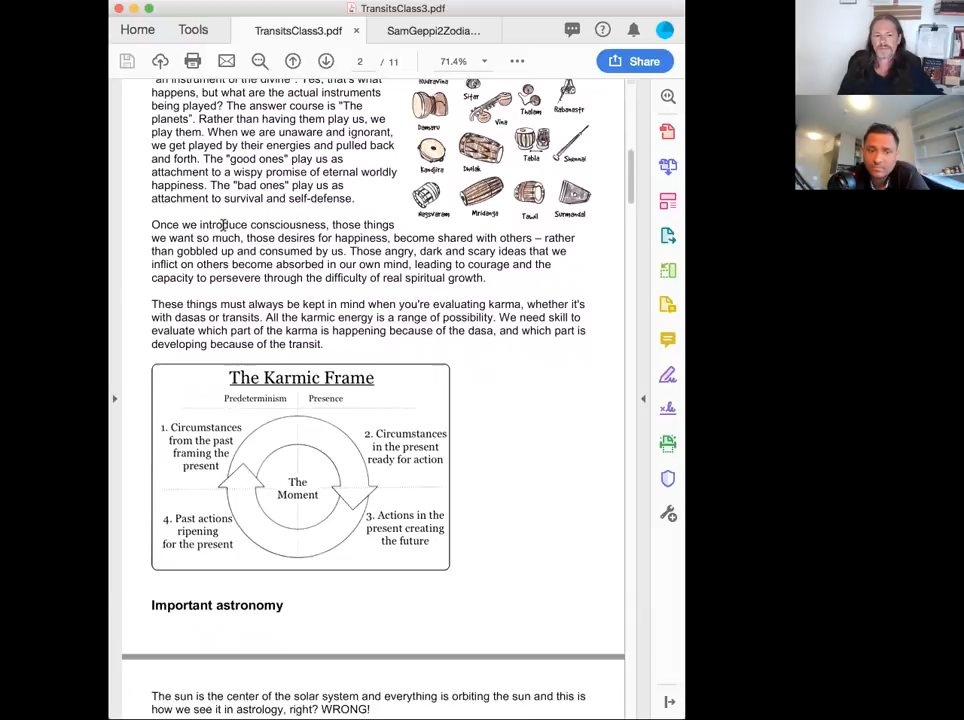 TransitsClass3.pdf
Home
Tools
TransitsClass3.pdf
×
SamGeppi2Zodia...
2 / 11
71.4%
Share
an instrument of the divine". Yes, that's what
happens, but what are the actual instruments
being played? The answer course is "The
planets". Rather than having them play us, we
play them. When we are unaware and ignorant,
we get played by their energies and pulled back
and forth. The "good ones" play us as
attachment to a wispy promise of eternal worldly
happiness. The "bad ones" play us as
attachment to survival and self-defense.
Sitar
Damaru
Vina
Thalam
Rabanastr
Kandjira
Dholak
Tabla
Shennai
Nagsvaram
Mridanga
Tawil
Surmandal
Once we introduce consciousness, those things
we want so much, those desires for happiness, become shared with others – rather
than gobbled up and consumed by us. Those angry, dark and scary ideas that we
inflict on others become absorbed in our own mind, leading to courage and the
capacity to persevere through the difficulty of real spiritual growth.
These things must always be kept in mind when you're evaluating karma, whether it's
with dasas or transits. All the karmic energy is a range of possibility. We need skill to
evaluate which part of the karma is happening because of the dasa, and which part is
developing because of the transit.
The Karmic Frame
Predeterminism
Presence
1. Circumstances
from the past
framing the
present
2. Circumstances
in the present
ready for action
The
Moment
4. Past actions
ripening
for the present
3. Actions in the
present creating
the future
Important astronomy
The sun is the center of the solar system and everything is orbiting the sun and this is
how we see it in astrology, right? WRONG!